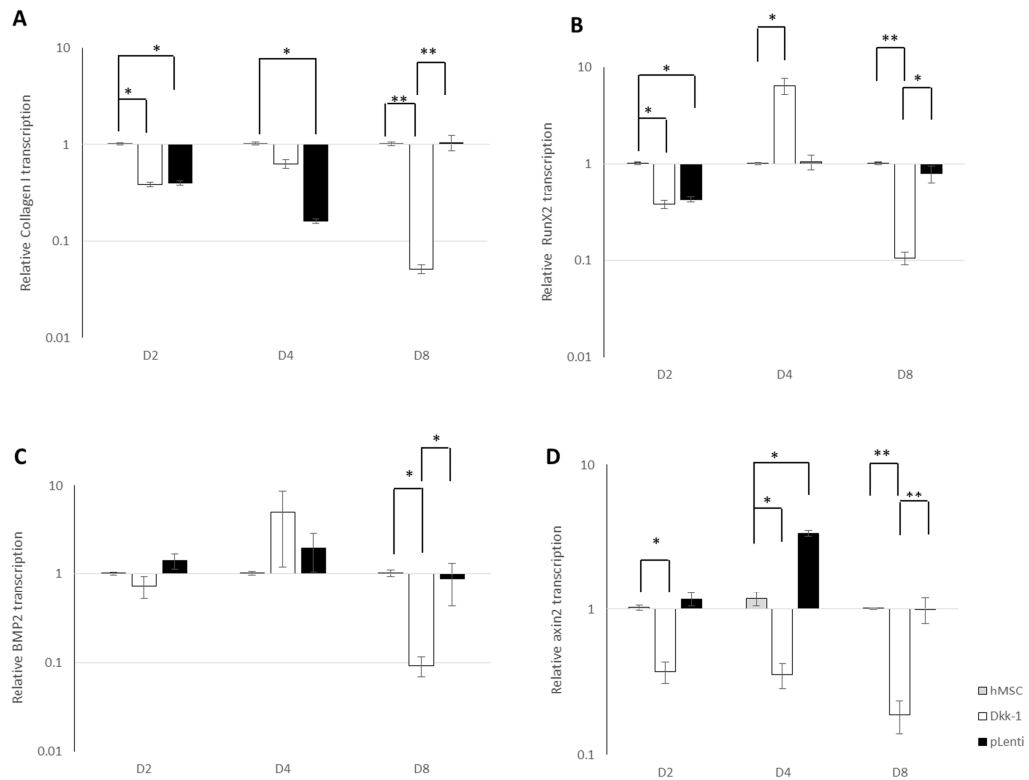 A
Relative Collagen I transcription
10
1
0.1
0.01
D2
D4
D8
*
*
*
**
**
B
Relative RunX2 transcription
10
1
0.1
0.01
D2
D4
D8
*
*
*
**
*
C
Relative BMP2 transcription
10
1
0.1
0.01
D2
D4
D8
*
*
D
Relative axin2 transcription
10
1
0.1
D2
D4
D8
*
*
*
**
**
hMSC
Dkk-1
pLenti